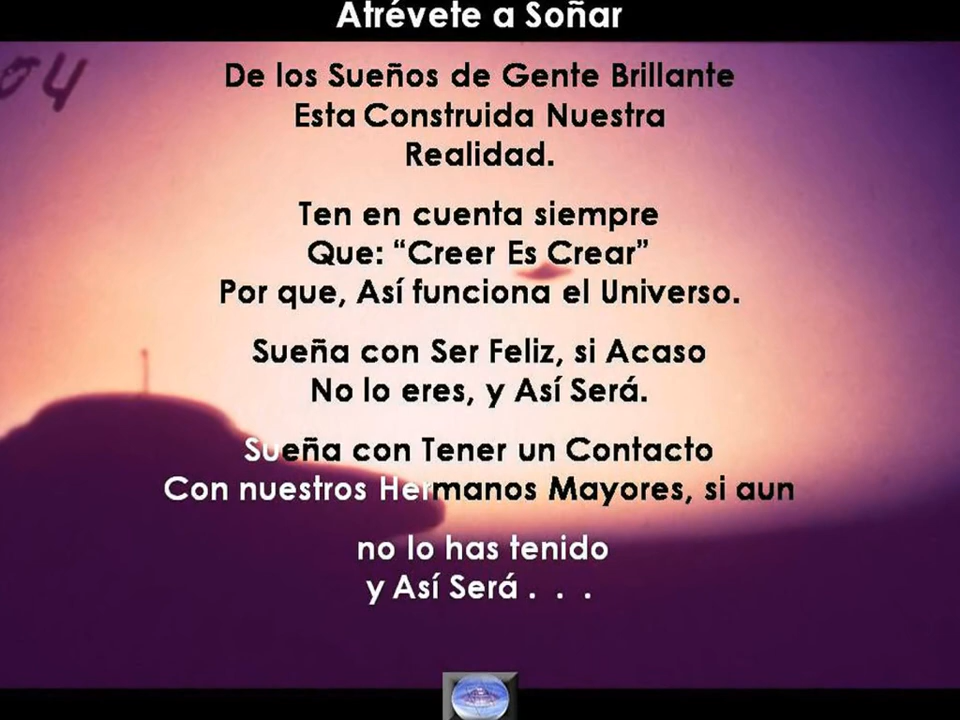 Atrévete a Soñar
04
De los Sueños de Gente Brillante
Esta Construida Nuestra
Realidad.
Ten en cuenta siempre
Que: “Creer Es Crear”
Por que, Así funciona el Universo.
Sueña con Ser Feliz, si Acaso
No lo eres, y Así Será.
Sueña con Tener un Contacto
Con nuestros Hermanos Mayores, si aun
no lo has tenido
y Así Será . . .